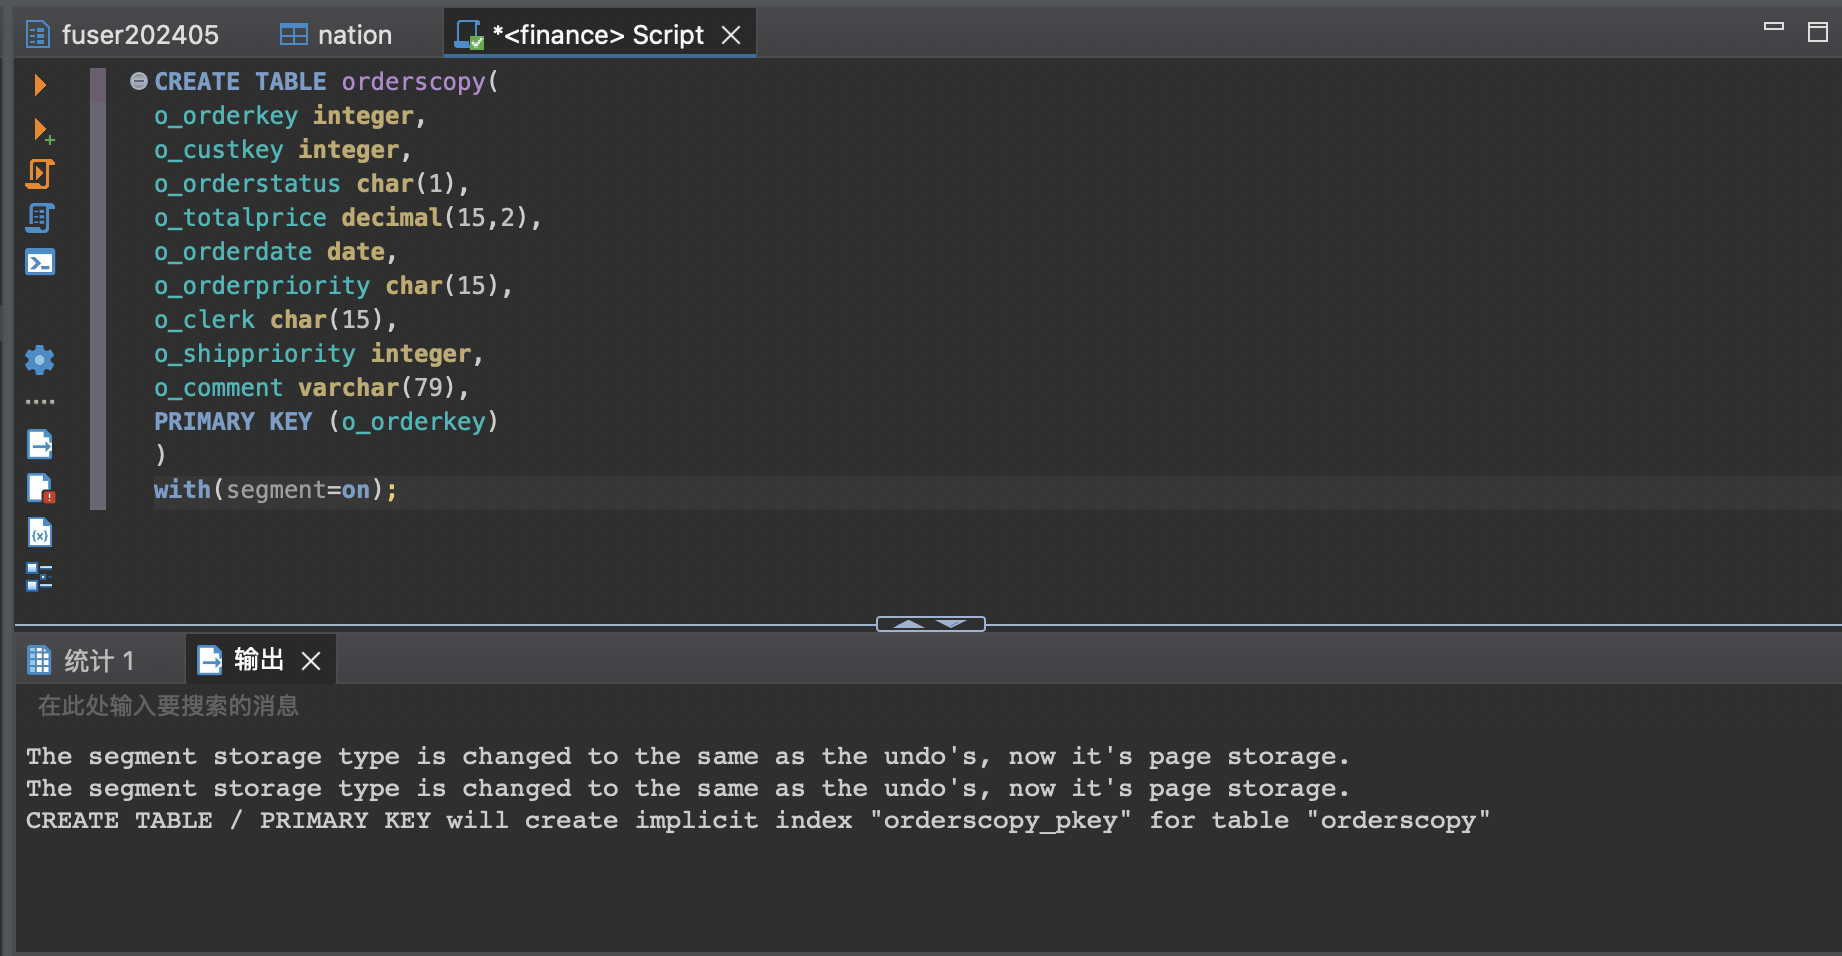 fuser202405
nation
*<finance> Script
CREATE TABLE orderscopy(
o_orderkey integer,
o_custkey integer,
o_orderstatus char(1),
o_totalprice decimal(15,2),
o_orderdate date,
o_orderpriority char(15),
o_clerk char(15),
o_shippriority integer,
o_comment varchar(79),
PRIMARY KEY (o_orderkey)
)
with(segment=on);
统计 1
输出
在此处输入要搜索的消息
The segment storage type is changed to the same as the undo's, now it's page storage.
The segment storage type is changed to the same as the undo's, now it's page storage.
CREATE TABLE / PRIMARY KEY will create implicit index "orderscopy_pkey" for table "orderscopy"